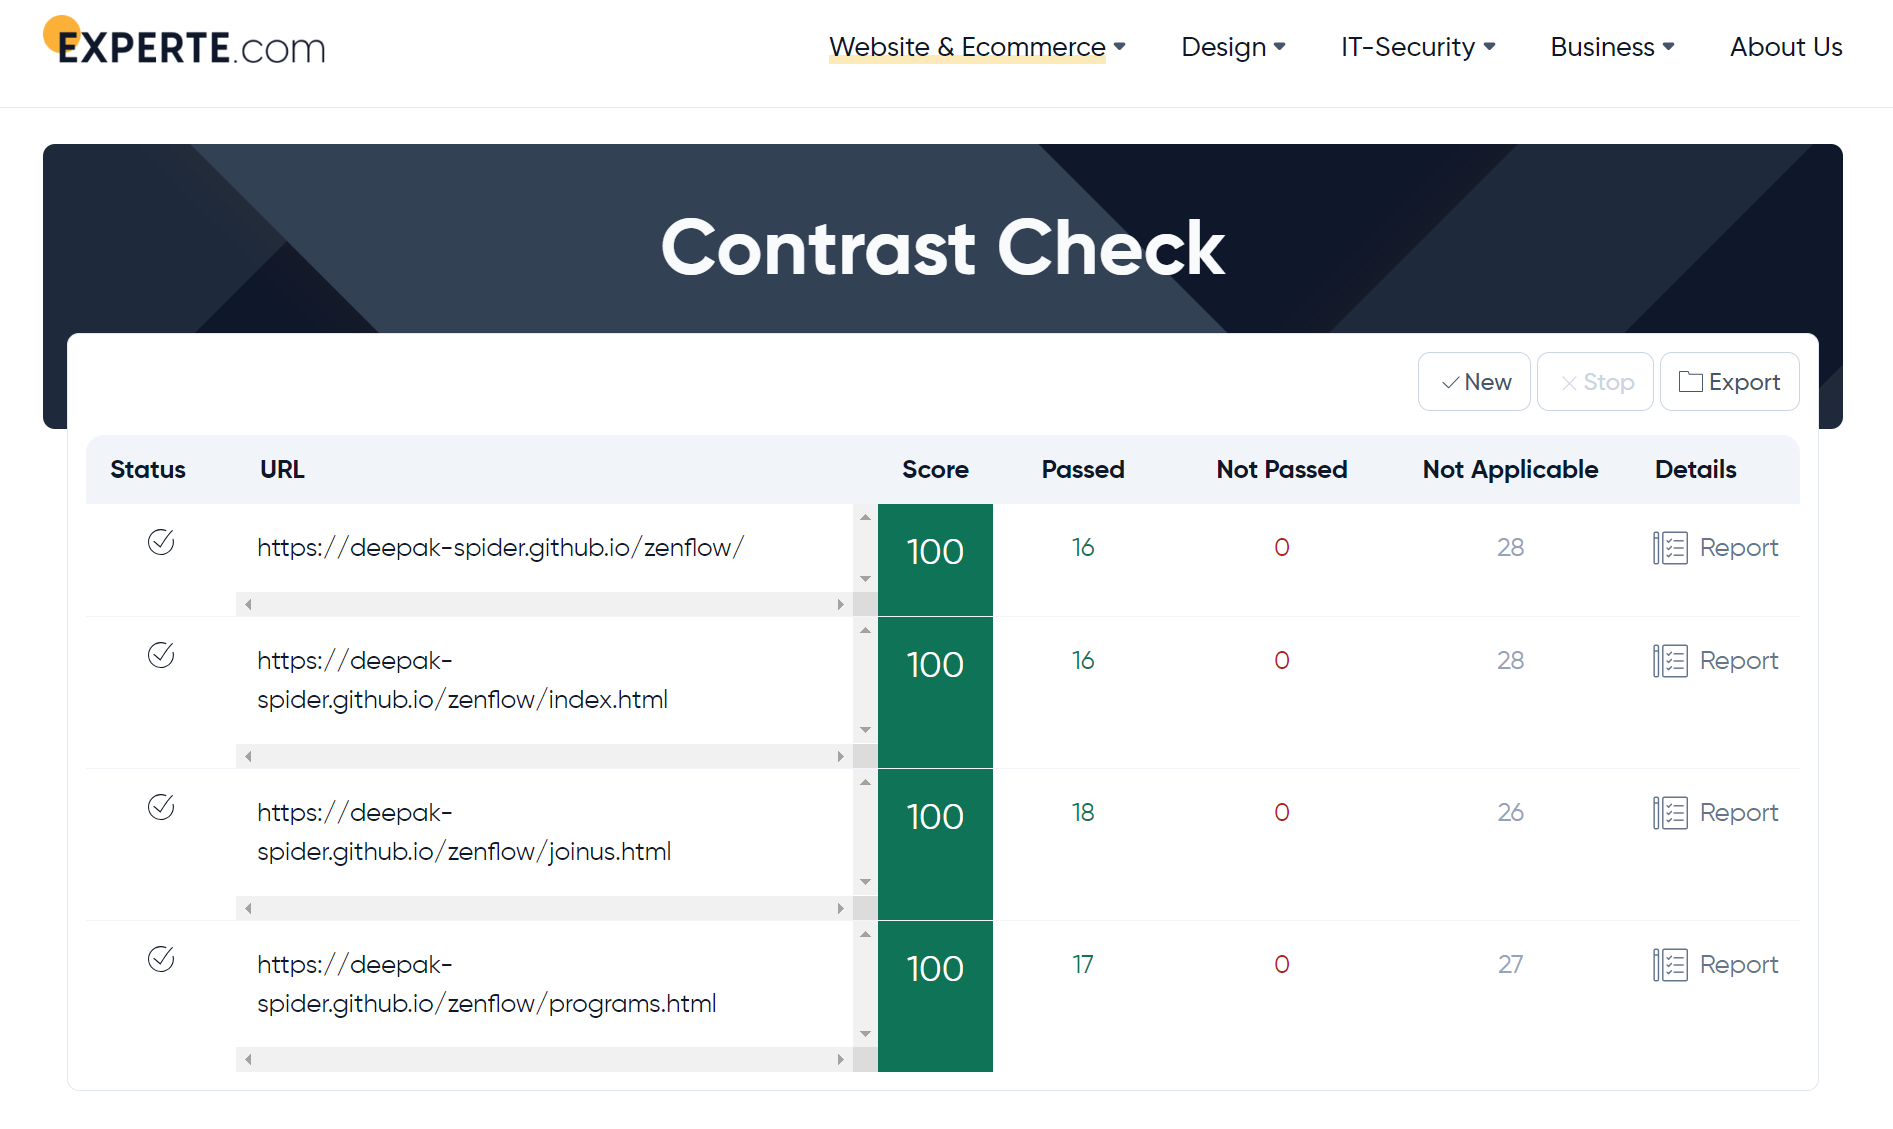 EXPERTE.com
Website & Ecommerce Design IT-Security Business About Us
Contrast Check
New Stop Export
Status URL Score Passed Not Passed Not Applicable Details
https://deepak-spider.github.io/zenflow/ 100 16 0 28 Report
https://deepak- 100 16 0 28 Report
spider.github.io/zenflow/index.html
https://deepak- 100 18 0 26 Report
spider.github.io/zenflow/joinus.html
https://deepak- 100 17 0 27 Report
spider.github.io/zenflow/programs.html